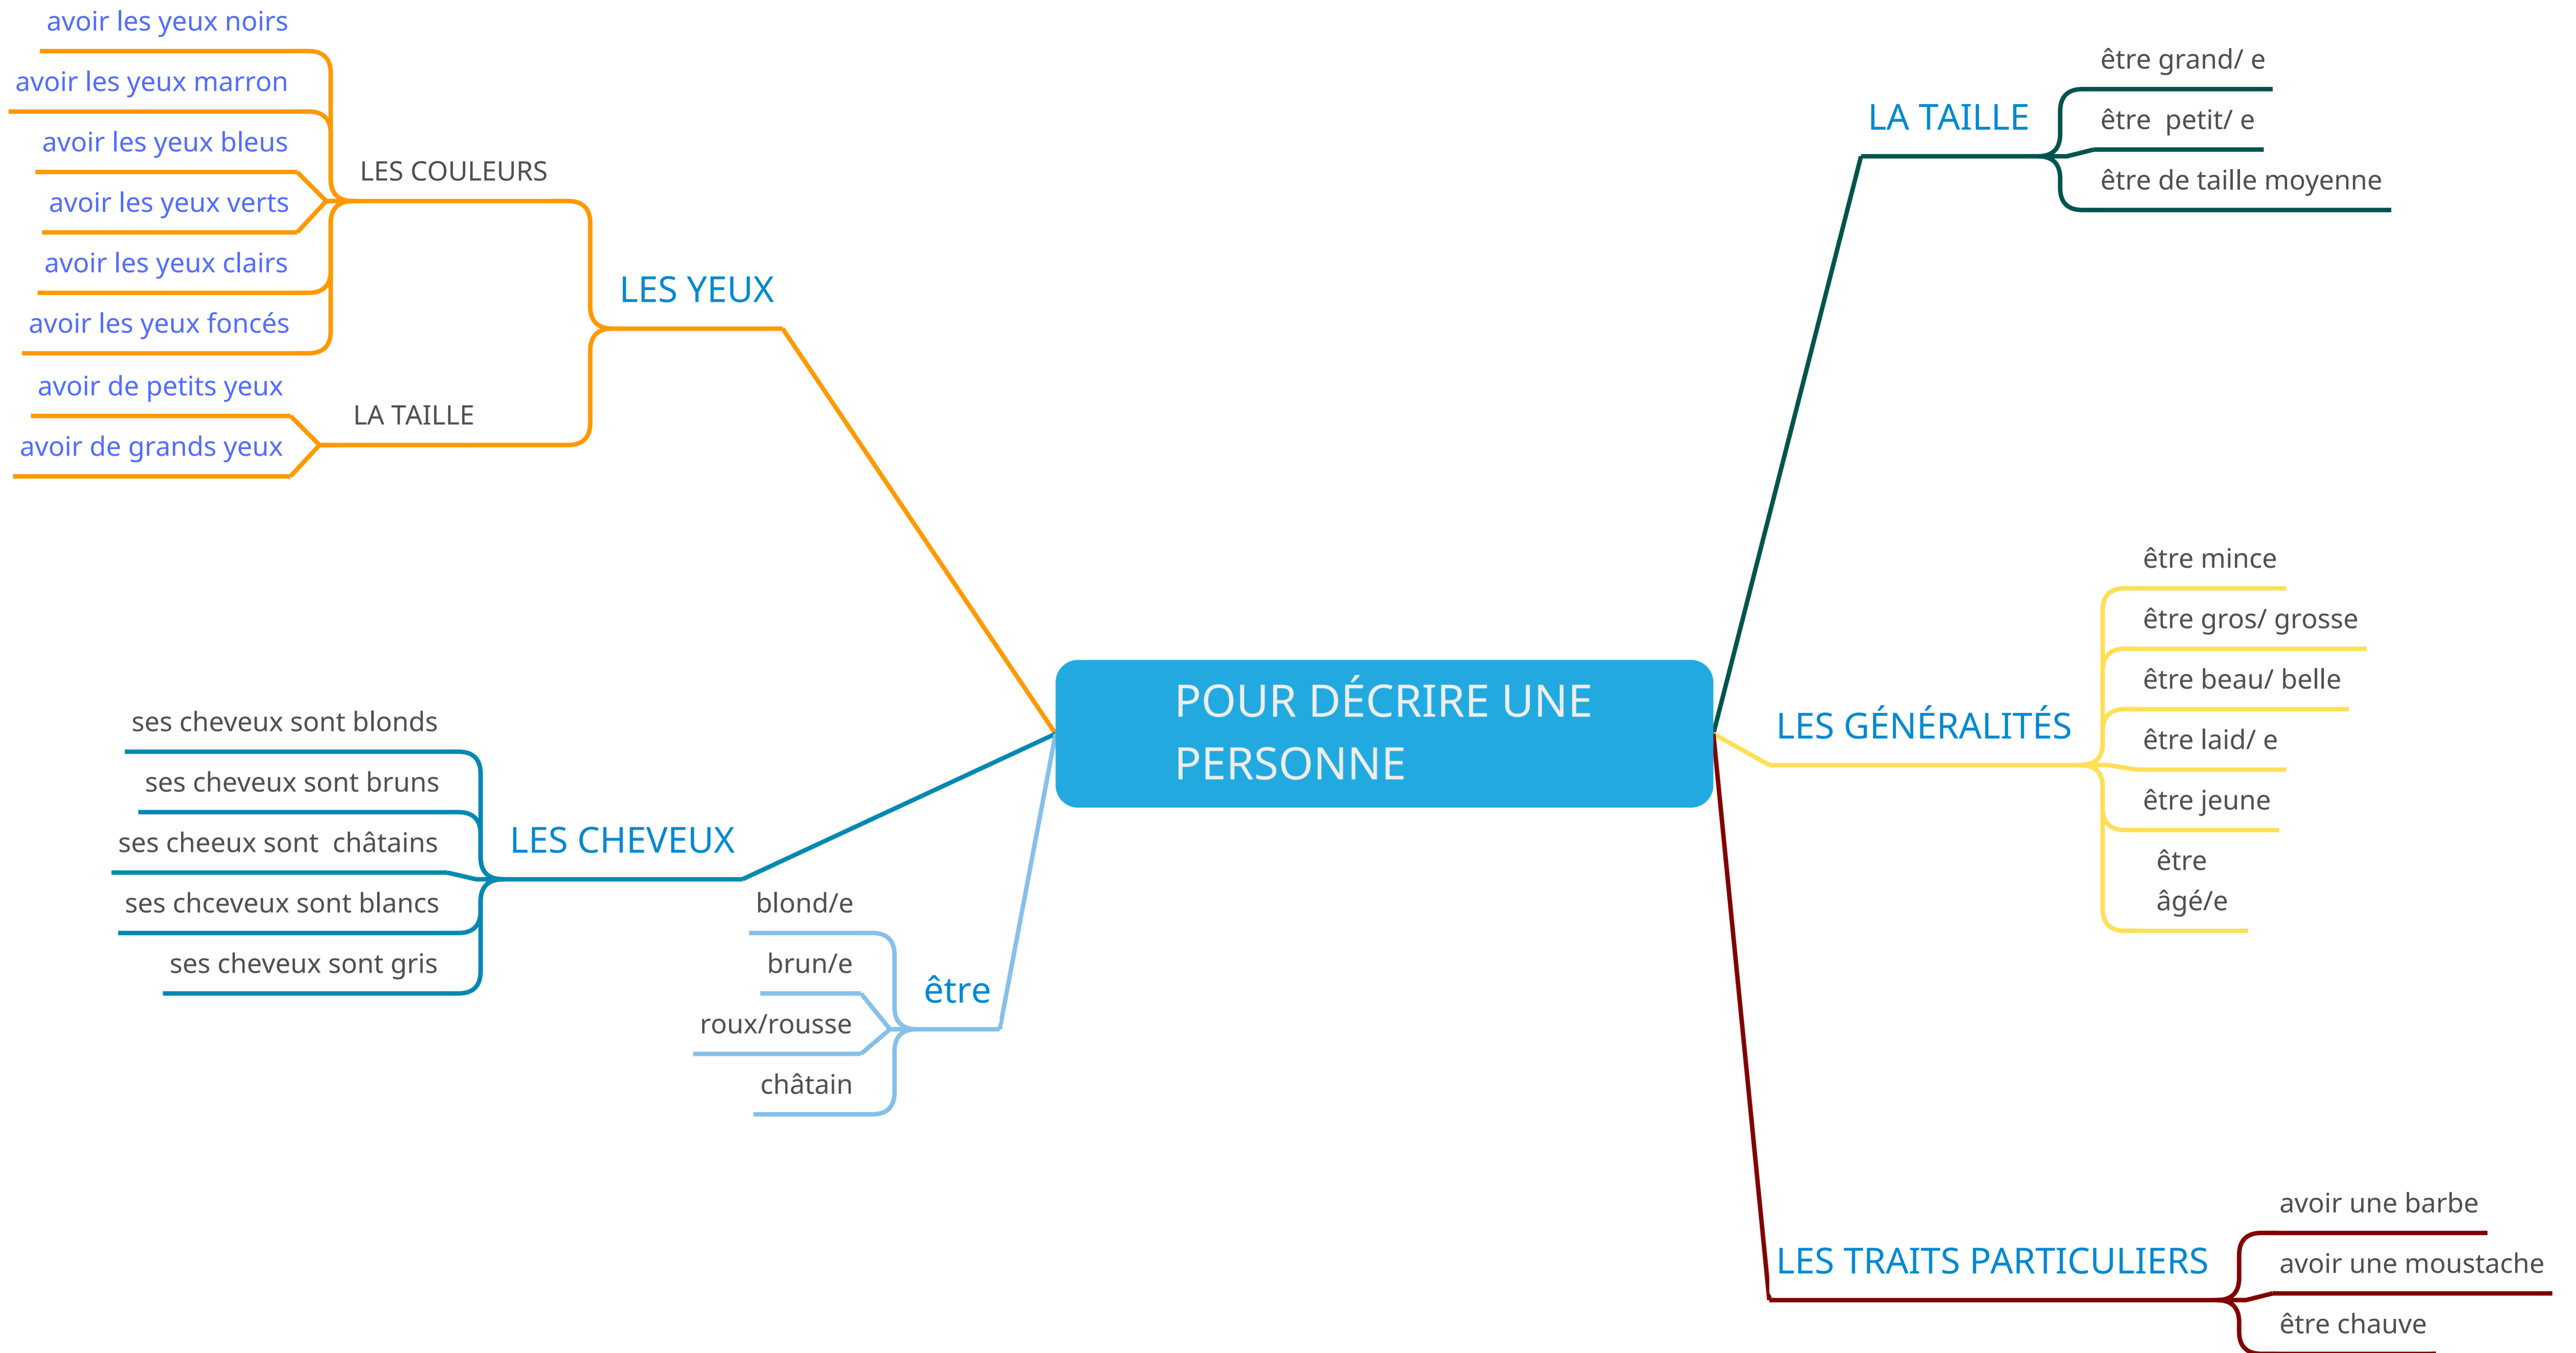 POUR DÉCRIRE UNE
PERSONNE
LES YEUX
LES COULEURS
avoir les yeux noirs
avoir les yeux marron
avoir les yeux bleus
avoir les yeux verts
avoir les yeux clairs
avoir les yeux foncés
LA TAILLE
avoir de petits yeux
avoir de grands yeux
LES CHEVEUX
ses cheveux sont blonds
ses cheveux sont bruns
ses cheeux sont  châtains
ses chceveux sont blancs
ses cheveux sont gris
être
blond/e
brun/e
roux/rousse
châtain
LA TAILLE
être grand/ e
être  petit/ e
être de taille moyenne
LES GÉNÉRALITÉS
être mince
être gros/ grosse
être beau/ belle
être laid/ e
être jeune
être
âgé/e
LES TRAITS PARTICULIERS
avoir une barbe
avoir une moustache
être chauve